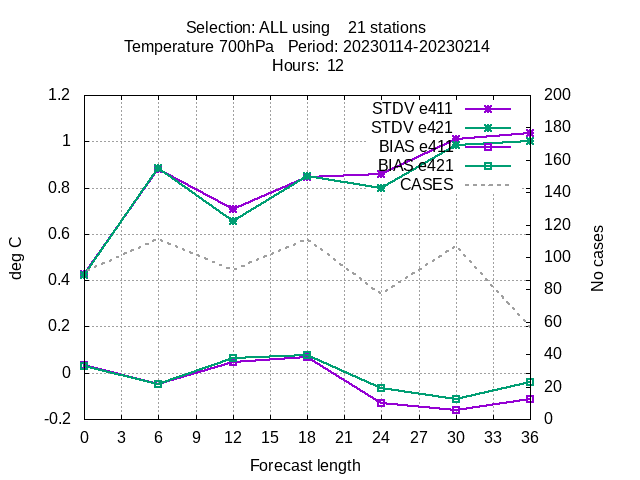 Selection: ALL using    21 stations
Temperature 700hPa   Period: 20230114-20230214
Hours:  12
1.2
1
0.8
0.6
0.4
0.2
0
-0.2
deg C
200
180
160
140
120
100
80
60
40
20
0
No cases
STDV e411
STDV e421
BIAS e411
BIAS e421
CASES
0 3 6 9 12 15 18 21 24 27 30 33 36
Forecast length